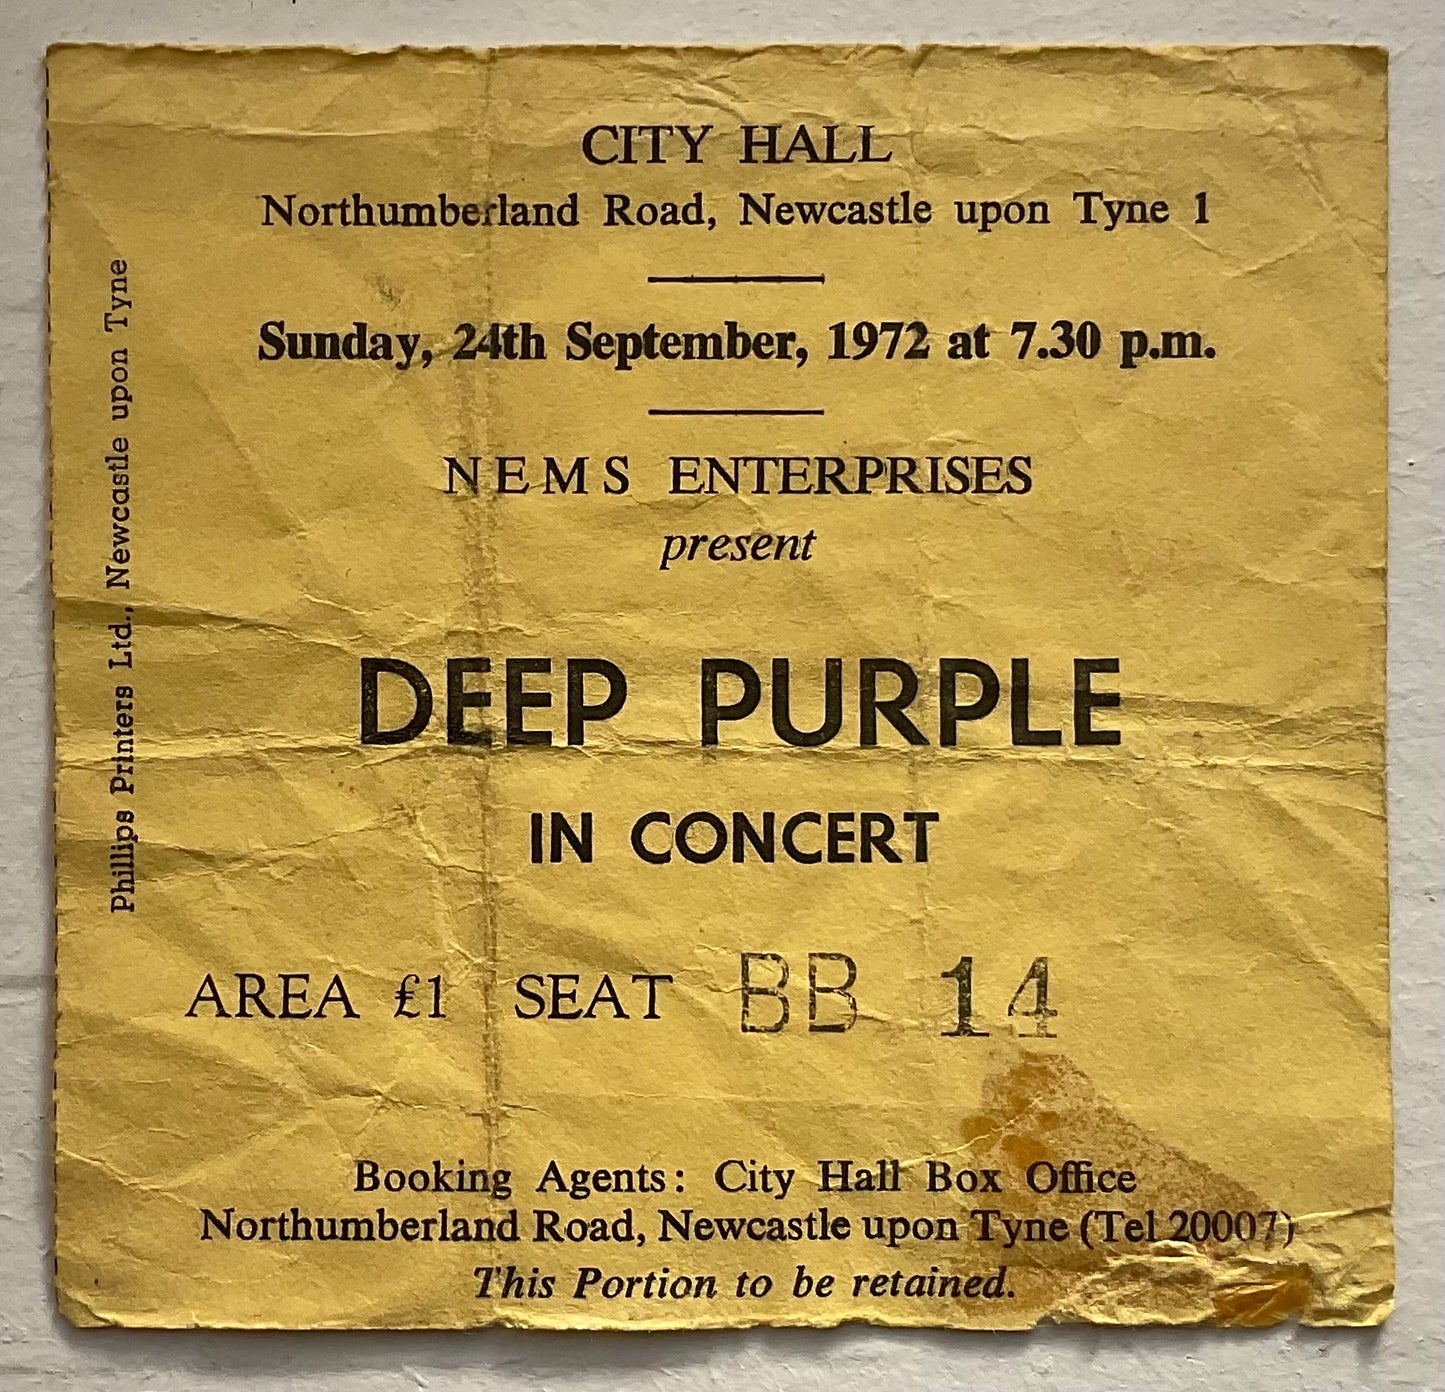 CITY HALL
Northumberland Road, Newcastle upon Tyne 1
Sunday, 24th September, 1972 at 7.30 p.m.
NEMS ENTERPRISES
present
DEEP PURPLE
IN CONCERT
AREA £1 SEAT BB 14
Booking Agents: City Hall Box Office
Northumberland Road, Newcastle upon Tyne (Tel 20007)
This Portion to be retained.
Phillips Printers Ltd., Newcastle upon Tyne